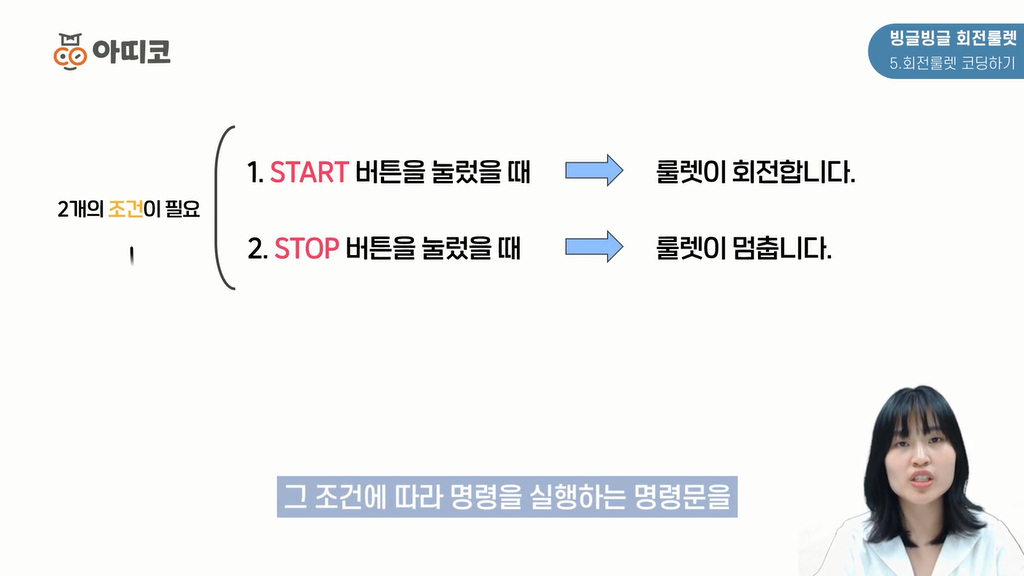 아띠코
빙글빙글 회전룰렛
5.회전룰렛 코딩하기
2개의 조건이 필요
1. START 버튼을 눌렀을 때
룰렛이 회전합니다.
2. STOP 버튼을 눌렀을 때
룰렛이 멈춥니다.
그 조건에 따라 명령을 실행하는 명령문을